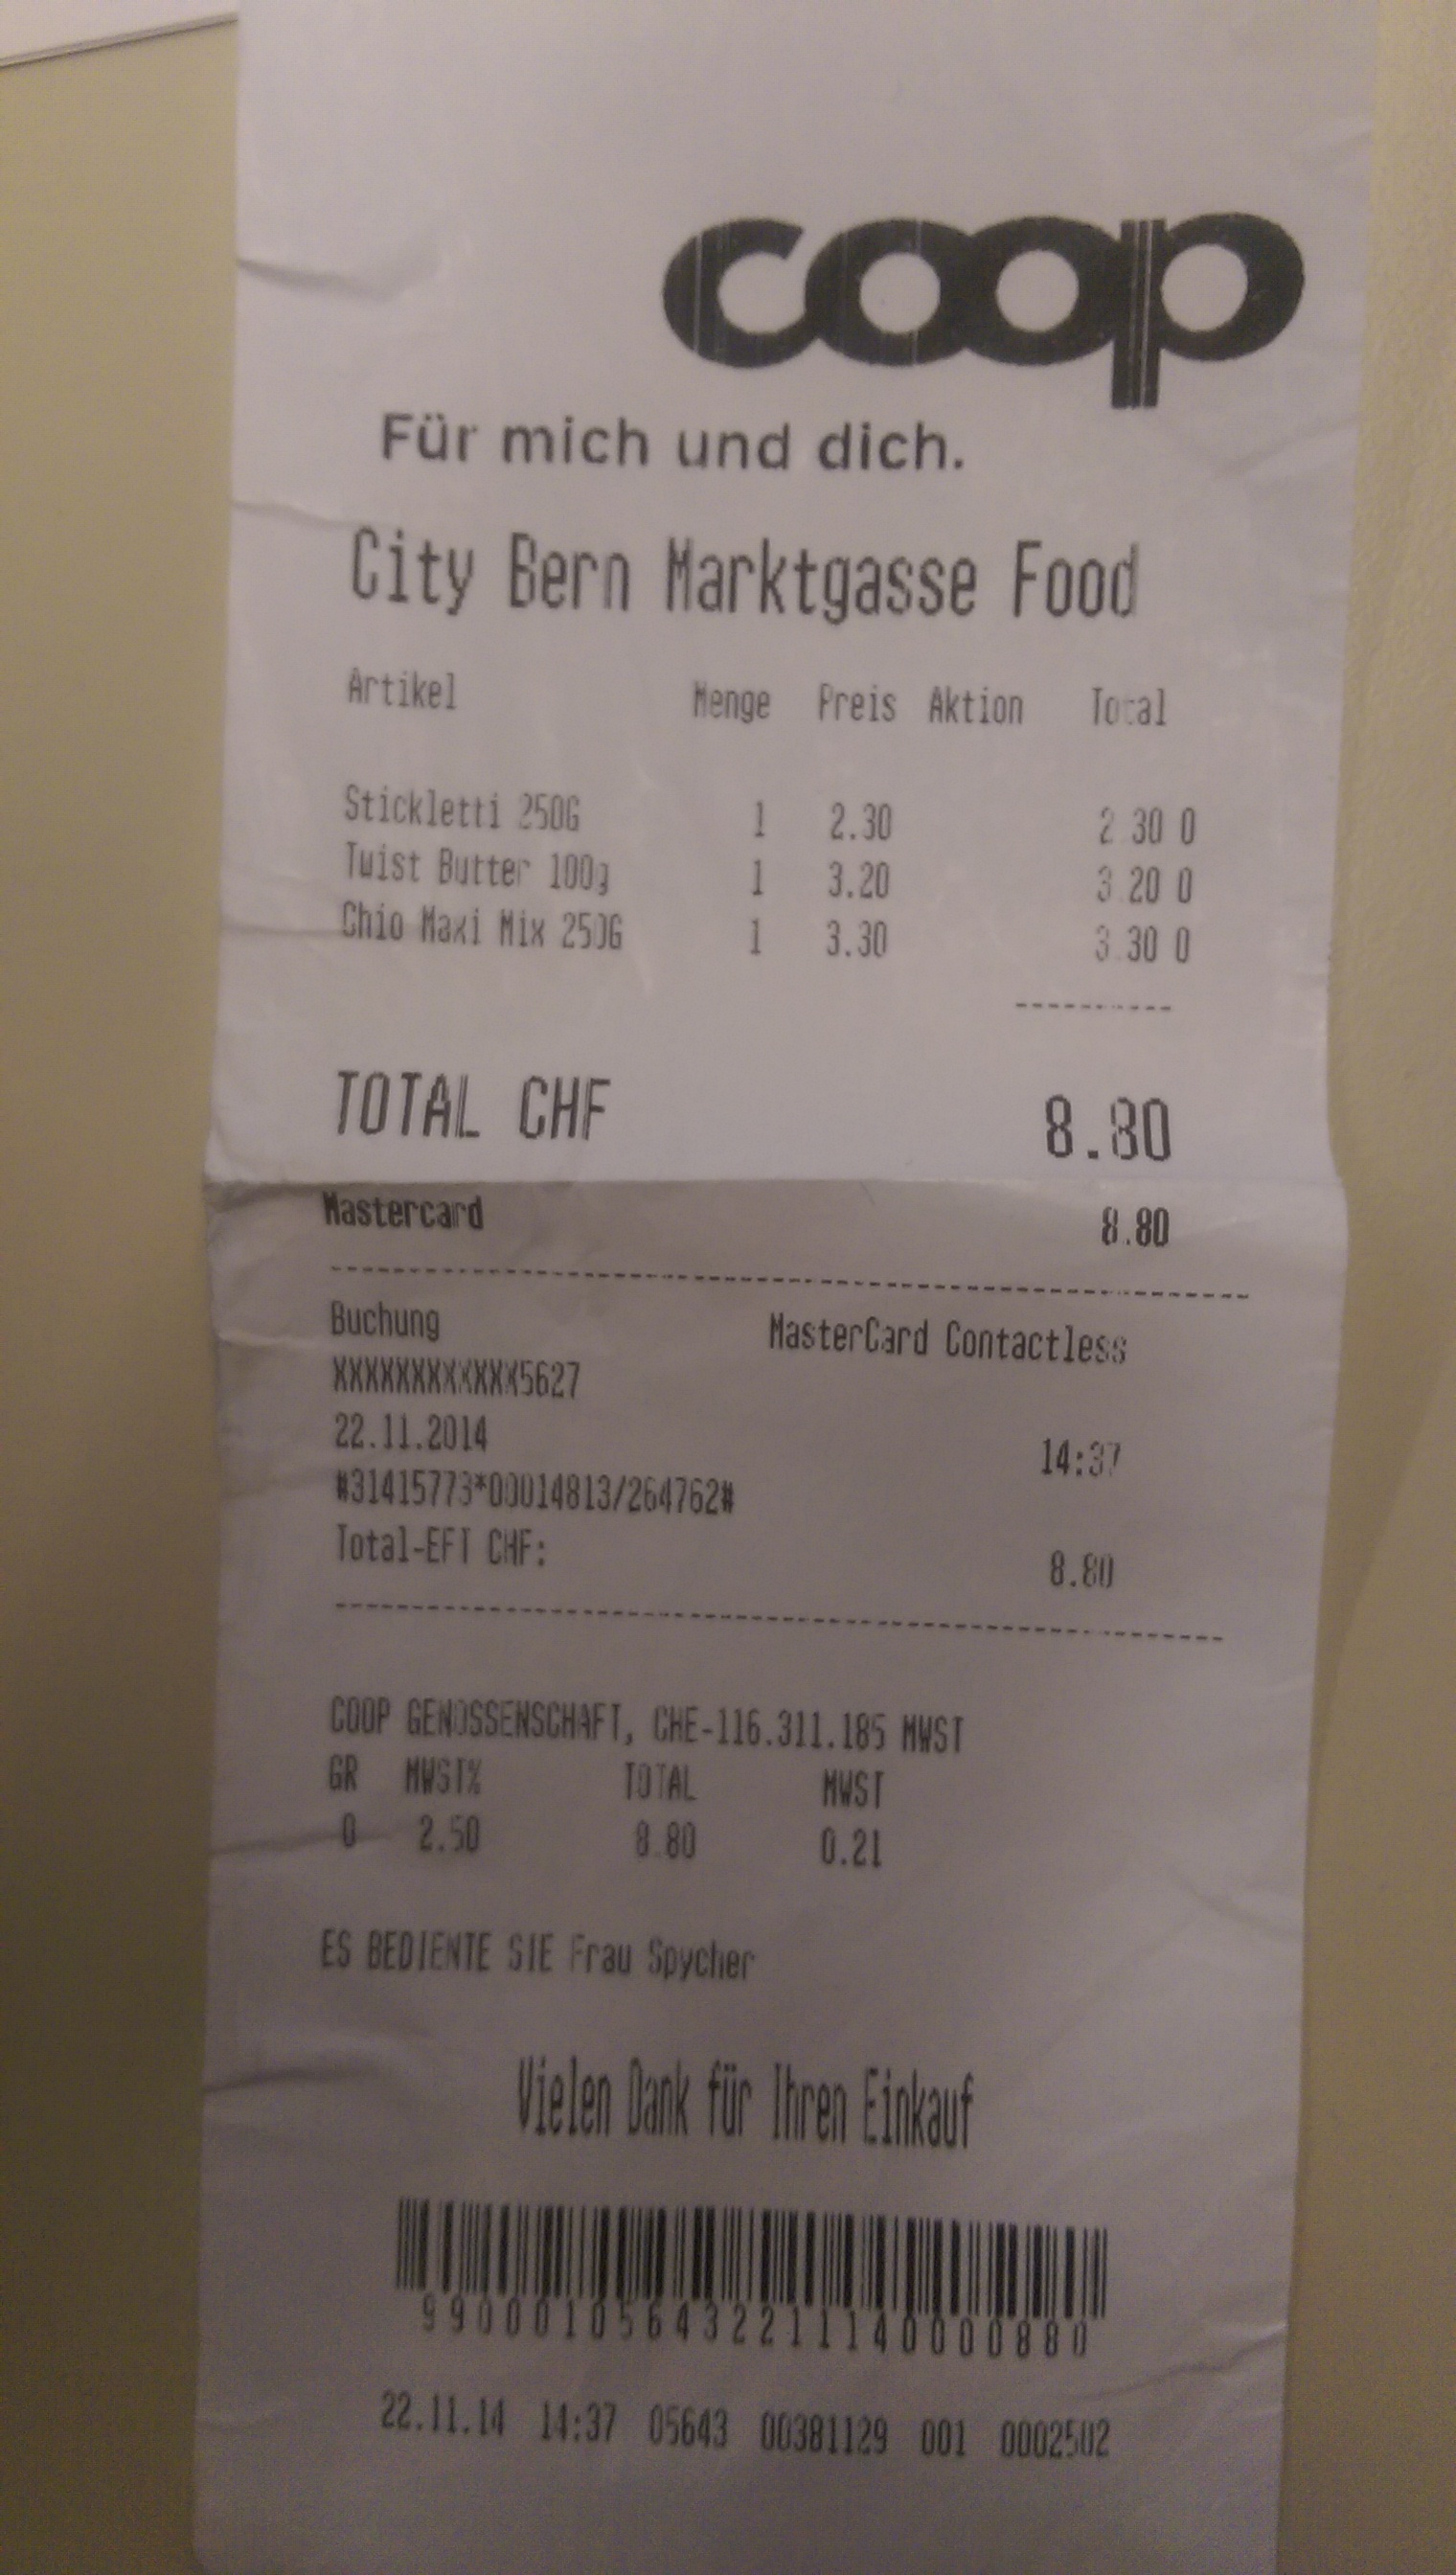 coop
Für mich und dich.
City Bern Marktgasse Food
Artikel Menge Preis Aktion Total
Stickletti 250G 1 2.30 2.30 0
Twist Butter 100g 1 3.20 3.20 0
Chio Maxi Mix 250G 1 3.30 3.30 0
----------
TOTAL CHF 8.80
Mastercard 8.80
Buchung MasterCard Contactless
XXXXXXXXXXXX5627
22.11.2014 14:37
#31415773*00014813/264762#
Total-EFT CHF: 8.80
COOP GENOSSENSCHAFT, CHE-116.311.185 MWST
GR MWST% TOTAL MWST
0 2.50 8.80 0.21
ES BEDIENTE SIE Frau Spycher
Vielen Dank für Ihren Einkauf
990001056432211140000880
22.11.14 14:37 05643 00381129 001 0002502